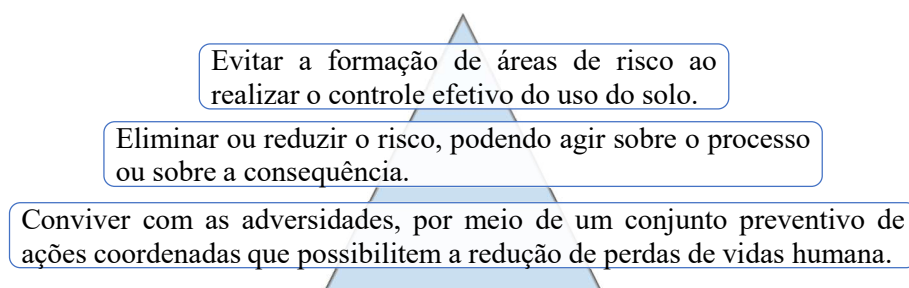 Evitar a formação de áreas de risco ao
realizar o controle efetivo do uso do solo.
Eliminar ou reduzir o risco, podendo agir sobre o processo
ou sobre a consequência.
Conviver com as adversidades, por meio de um conjunto preventivo de
ações coordenadas que possibilitem a redução de perdas de vidas humana.